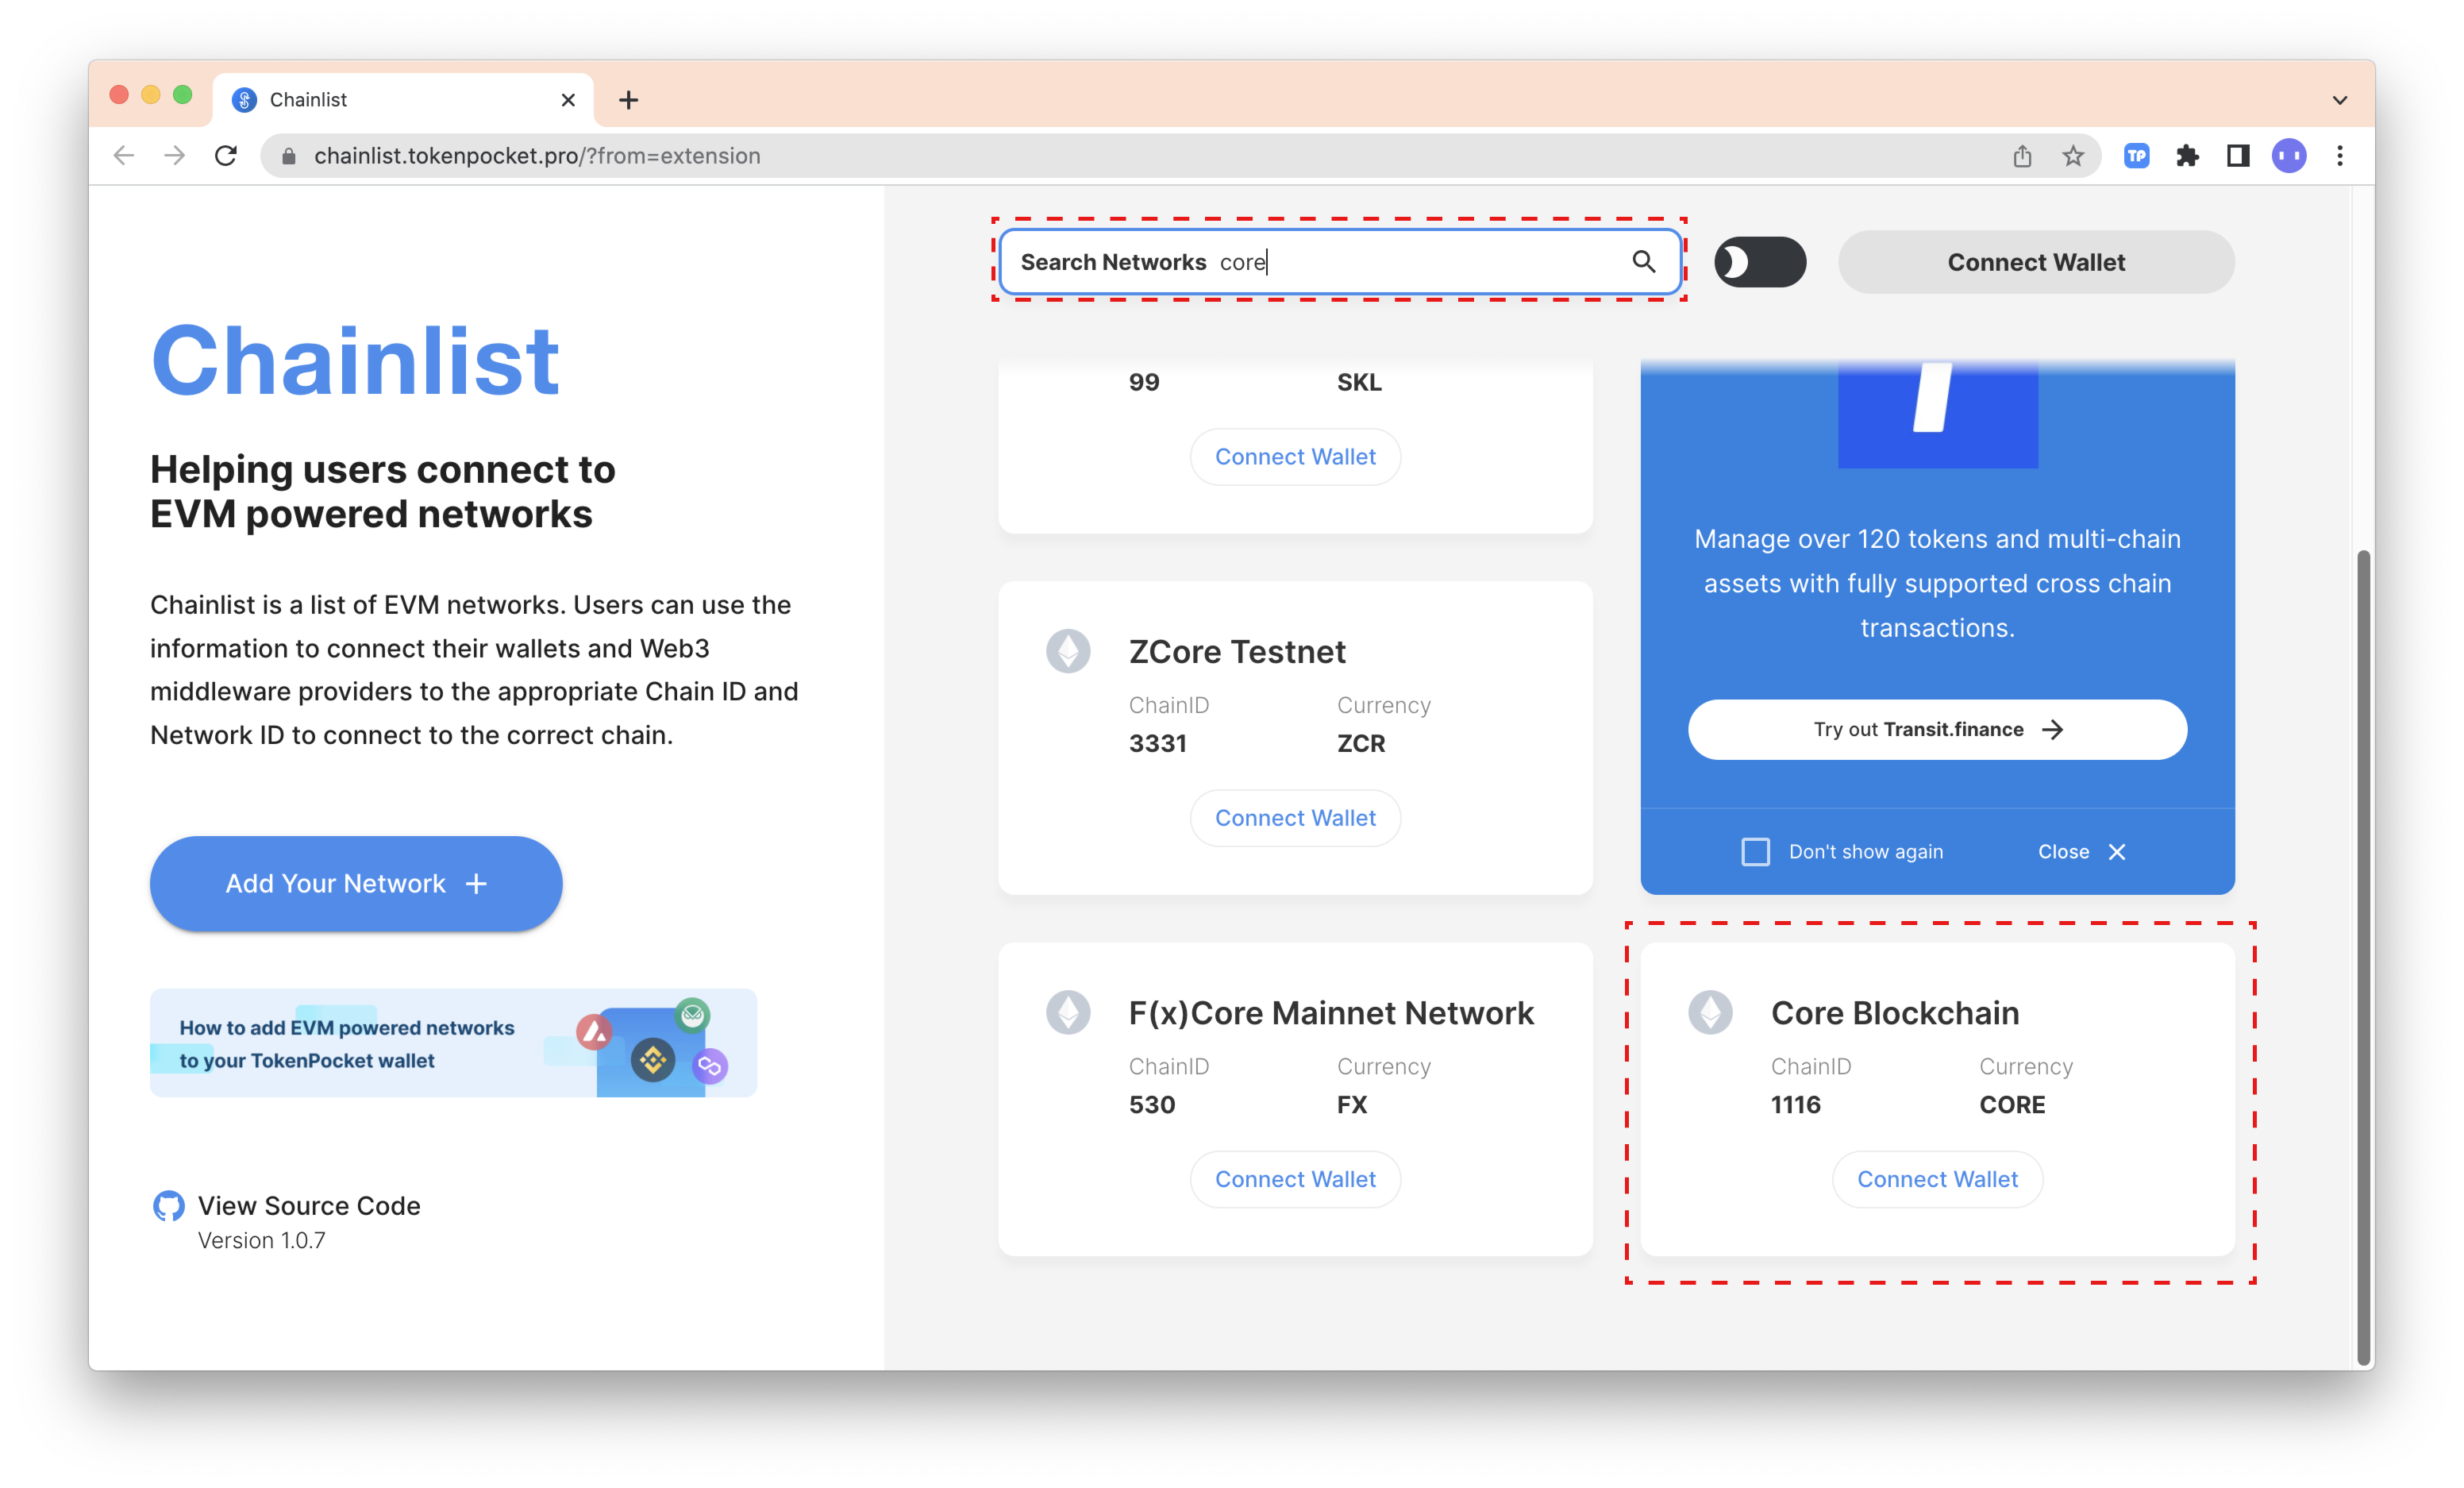 Chainlist
chainlist.tokenpocket.pro/?from=extension
TP
Chainlist
Helping users connect to
EVM powered networks
Chainlist is a list of EVM networks. Users can use the
information to connect their wallets and Web3
middleware providers to the appropriate Chain ID and
Network ID to connect to the correct chain.
Add Your Network +
How to add EVM powered networks
to your TokenPocket wallet
View Source Code
Version 1.0.7
Search Networks core
Connect Wallet
99 SKL
Connect Wallet
Manage over 120 tokens and multi-chain
assets with fully supported cross chain
transactions.
Try out Transit.finance →
Don't show again Close ×
ZCore Testnet
ChainID Currency
3331 ZCR
Connect Wallet
F(x)Core Mainnet Network
ChainID Currency
530 FX
Connect Wallet
Core Blockchain
ChainID Currency
1116 CORE
Connect Wallet